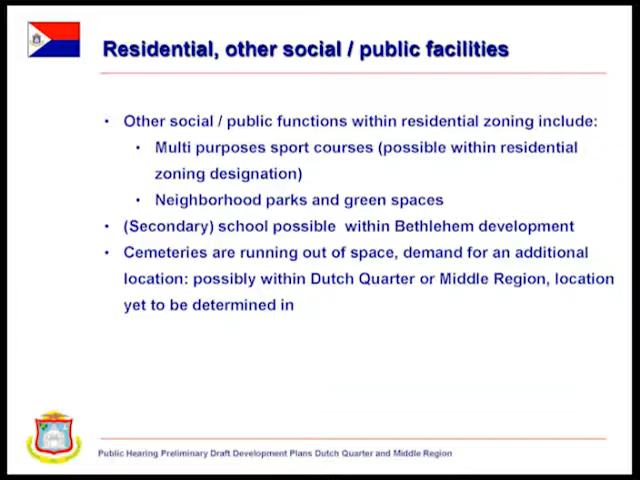 Residential, other social / public facilities
• Other social / public functions within residential zoning include:
• Multi purposes sport courses (possible within residential
zoning designation)
• Neighborhood parks and green spaces
• (Secondary) school possible within Bethlehem development
• Cemeteries are running out of space, demand for an additional
location: possibly within Dutch Quarter or Middle Region, location
yet to be determined in
Public Hearing Preliminary Draft Development Plans Dutch Quarter and Middle Region